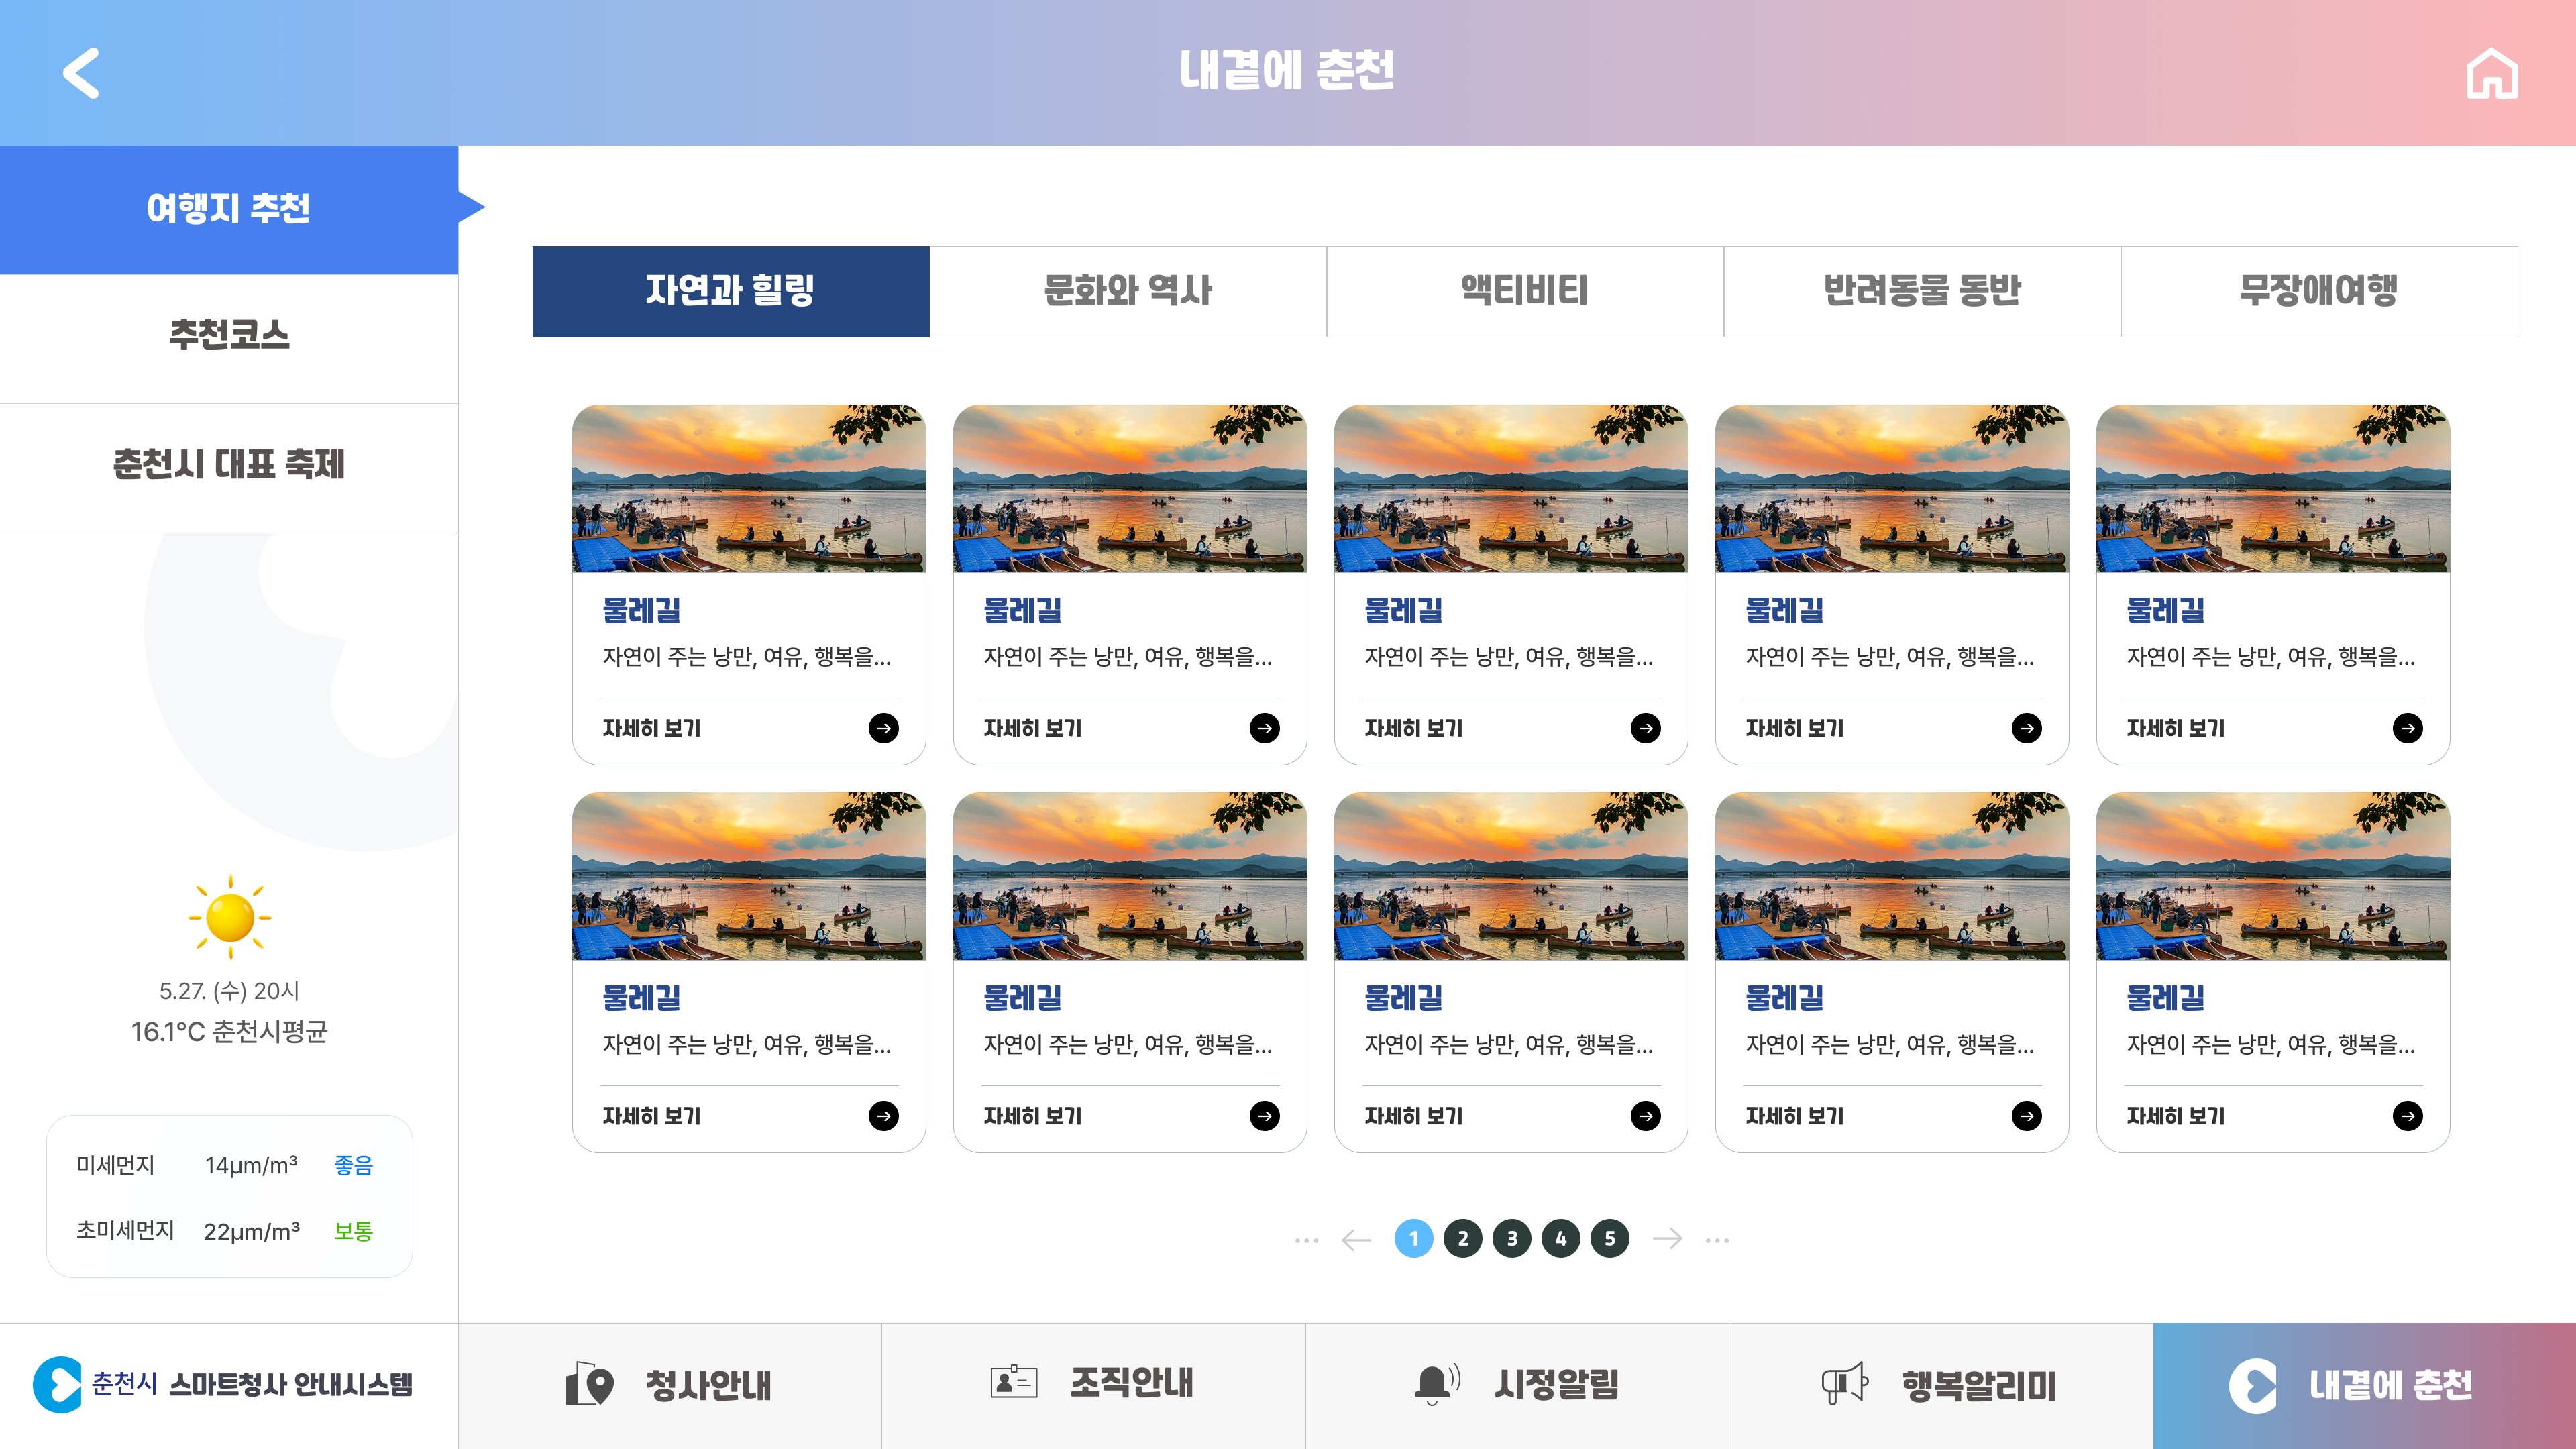 내곁에 춘천
여행지 추천
추천코스
춘천시 대표 축제
5.27. (수) 20시
16.1°C 춘천시평균
미세먼지 14μm/m³ 좋음
초미세먼지 22μm/m³ 보통
자연과 힐링 문화와 역사 액티비티 반려동물 동반 무장애여행
물레길 물레길 물레길 물레길 물레길
자연이 주는 낭만, 여유, 행복을... 자연이 주는 낭만, 여유, 행복을... 자연이 주는 낭만, 여유, 행복을... 자연이 주는 낭만, 여유, 행복을... 자연이 주는 낭만, 여유, 행복을...
자세히 보기 자세히 보기 자세히 보기 자세히 보기 자세히 보기
물레길 물레길 물레길 물레길 물레길
자연이 주는 낭만, 여유, 행복을... 자연이 주는 낭만, 여유, 행복을... 자연이 주는 낭만, 여유, 행복을... 자연이 주는 낭만, 여유, 행복을... 자연이 주는 낭만, 여유, 행복을...
자세히 보기 자세히 보기 자세히 보기 자세히 보기 자세히 보기
... ← 1 2 3 4 5 → ...
춘천시 스마트청사 안내시스템 청사안내 조직안내 시정알림 행복알리미 내곁에 춘천